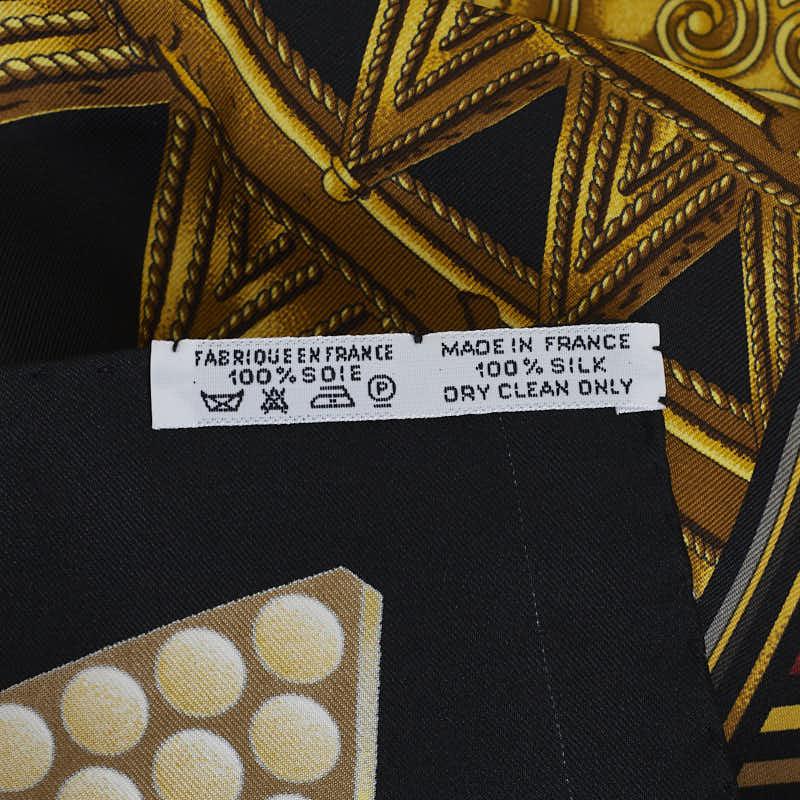 FABRIQUE EN FRANCE
100% SOIE
P
MADE IN FRANCE
100% SILK
DRY CLEAN ONLY